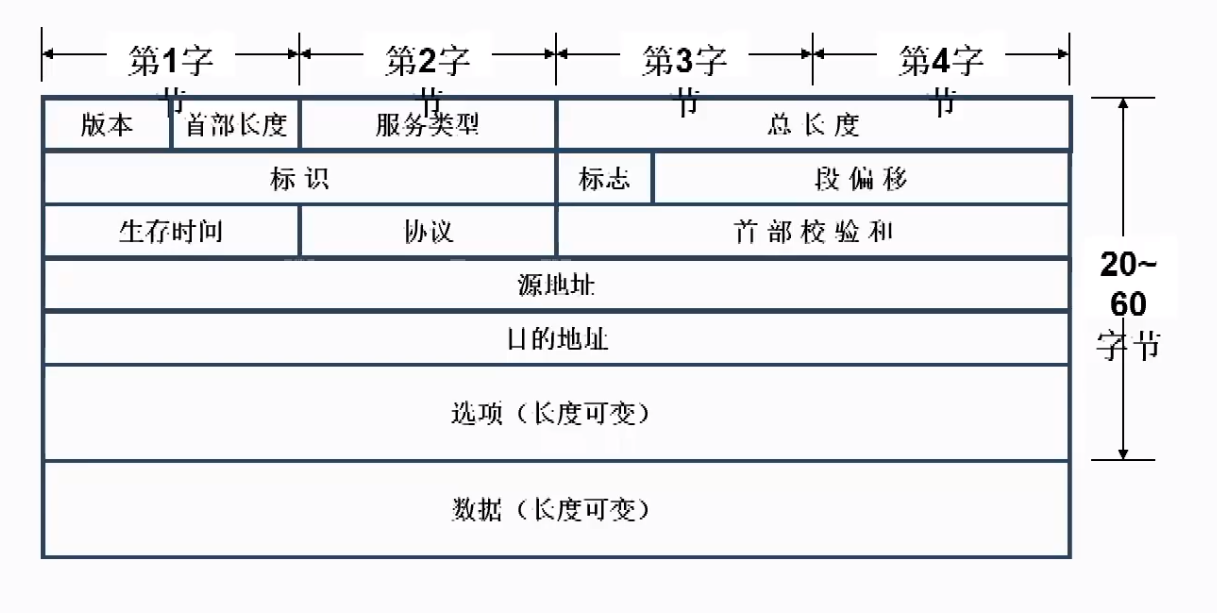 第1字节
第2字节
第3字节
第4字节
版本 首部长度 服务类型 总长度
标识 标志 段偏移
生存时间 协议 首部校验和
源地址
目的地址
选项（长度可变）
数据（长度可变）
20~
60
字节